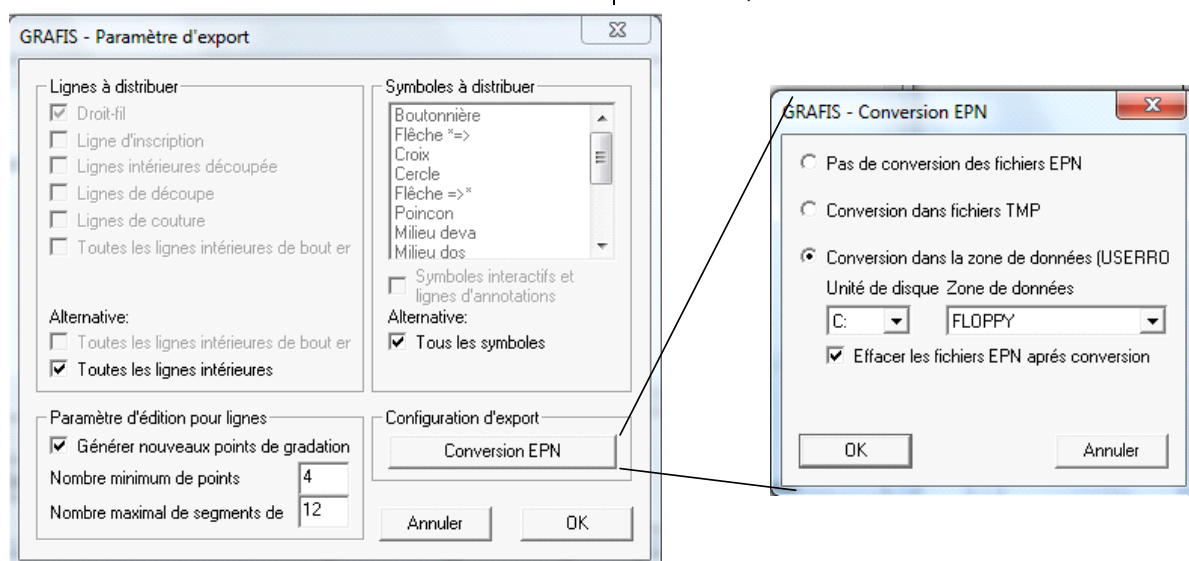 GRAFIS - Paramètre d'export
Lignes à distribuer
Droit-fil
Ligne d'inscription
Lignes intérieures découpée
Lignes de découpe
Lignes de couture
Toutes les lignes intérieures de bout er
Alternative:
Toutes les lignes intérieures de bout er
Toutes les lignes intérieures
Symboles à distribuer
Boutonnière
Flêche *=>
Croix
Cercle
Flêche =>*
Poincon
Milieu deva
Milieu dos
Symboles interactifs et
lignes d'annotations
Alternative:
Tous les symboles
Paramètre d'édition pour lignes
Générer nouveaux points de gradation
Nombre minimum de points 4
Nombre maximal de segments de 12
Configuration d'export
Conversion EPN
Annuler OK
GRAFIS - Conversion EPN
Pas de conversion des fichiers EPN
Conversion dans fichiers TMP
Conversion dans la zone de données (USERRO
Unité de disque Zone de données
C: FLOPPY
Effacer les fichiers EPN aprés conversion
OK Annuler